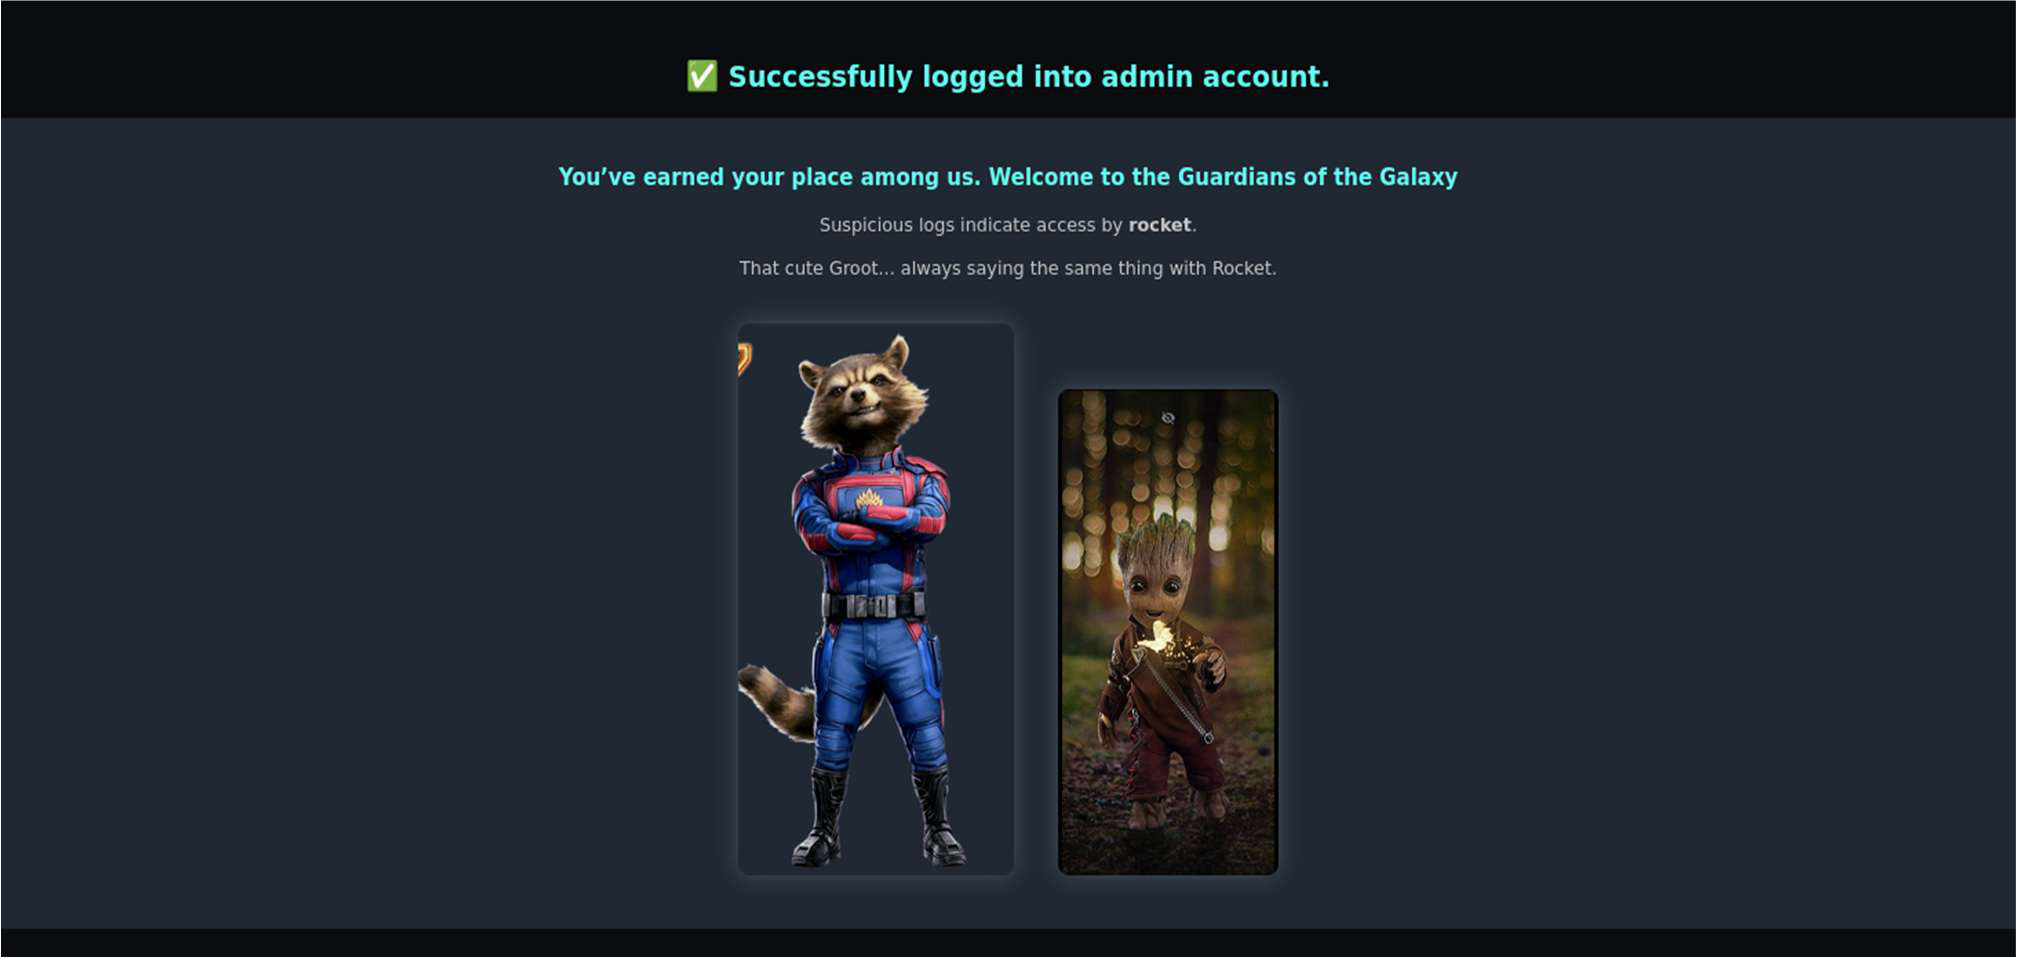 ✅ Successfully logged into admin account.
You’ve earned your place among us. Welcome to the Guardians of the Galaxy
Suspicious logs indicate access by rocket.
That cute Groot... always saying the same thing with Rocket.